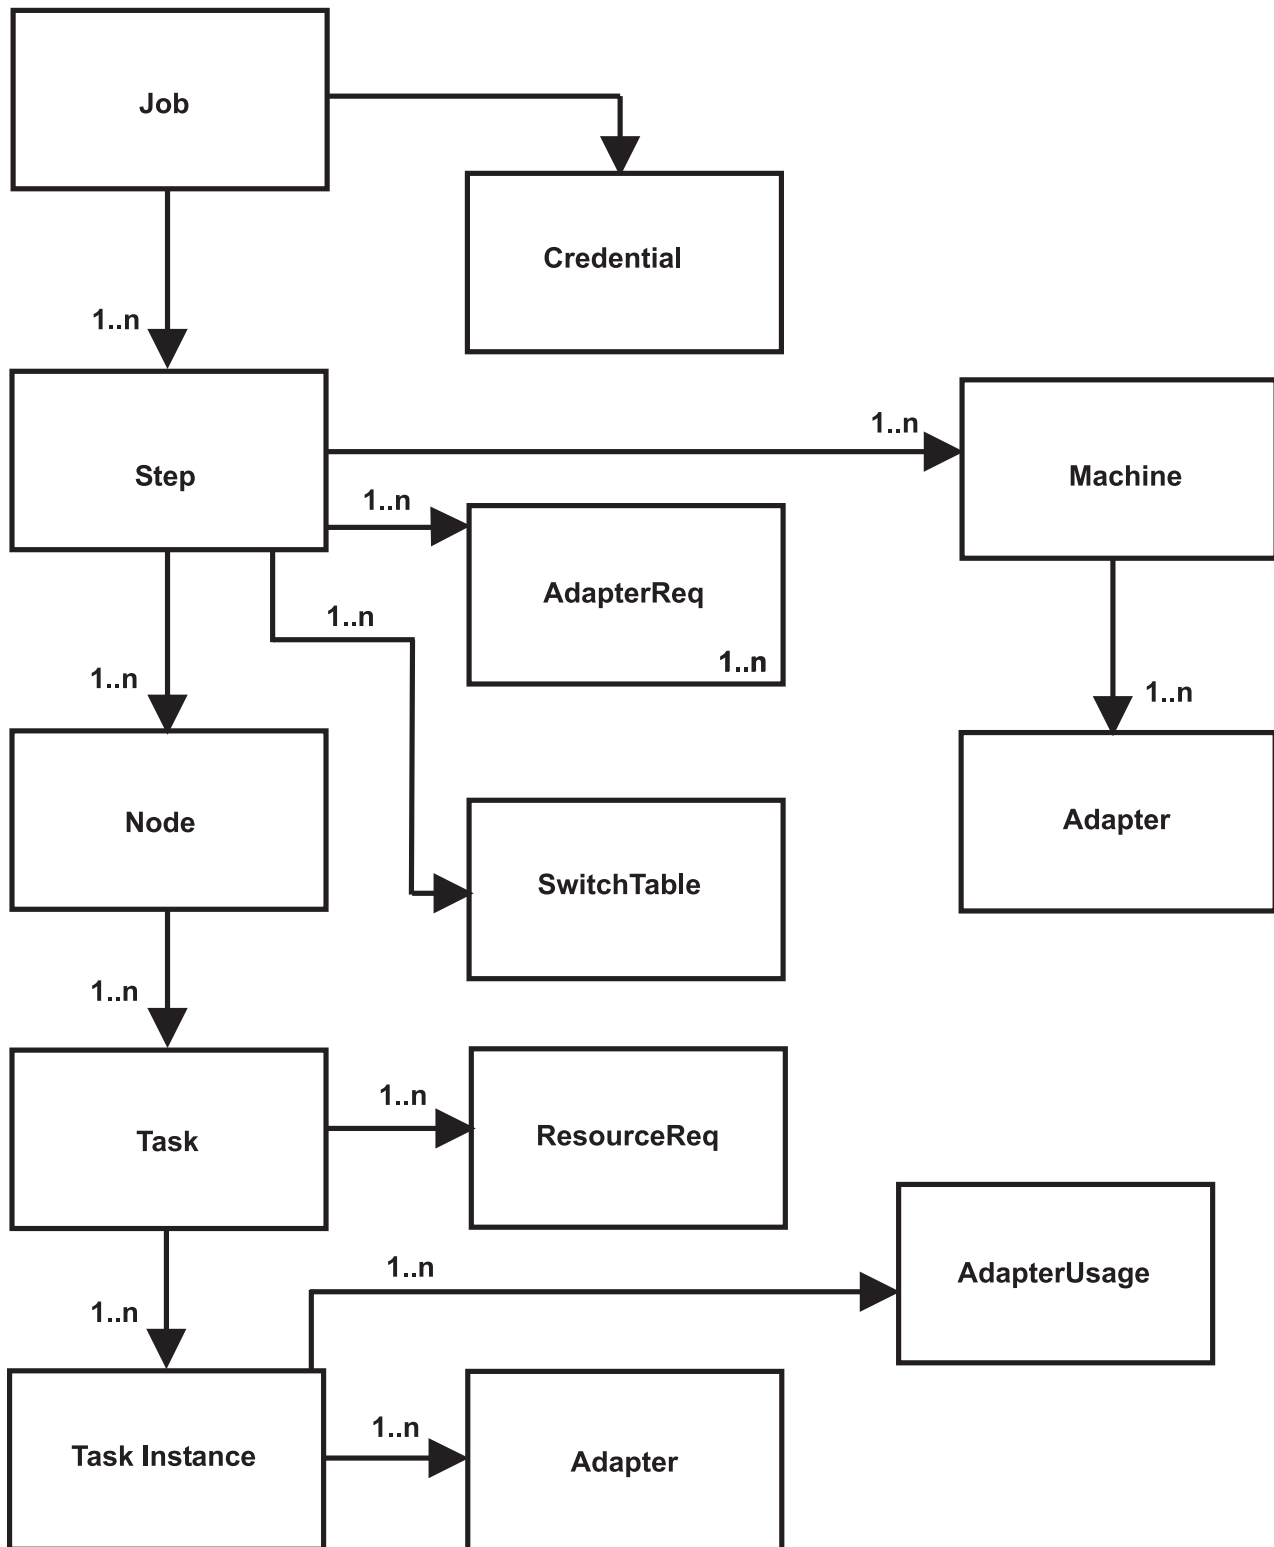 Job
Credential
1..n
Step
1..n
Machine
1..n
AdapterReq
1..n
1..n
1..n
1..n
Node
Adapter
SwitchTable
1..n
Task
1..n
ResourceReq
1..n
AdapterUsage
1..n
Task Instance
1..n
Adapter